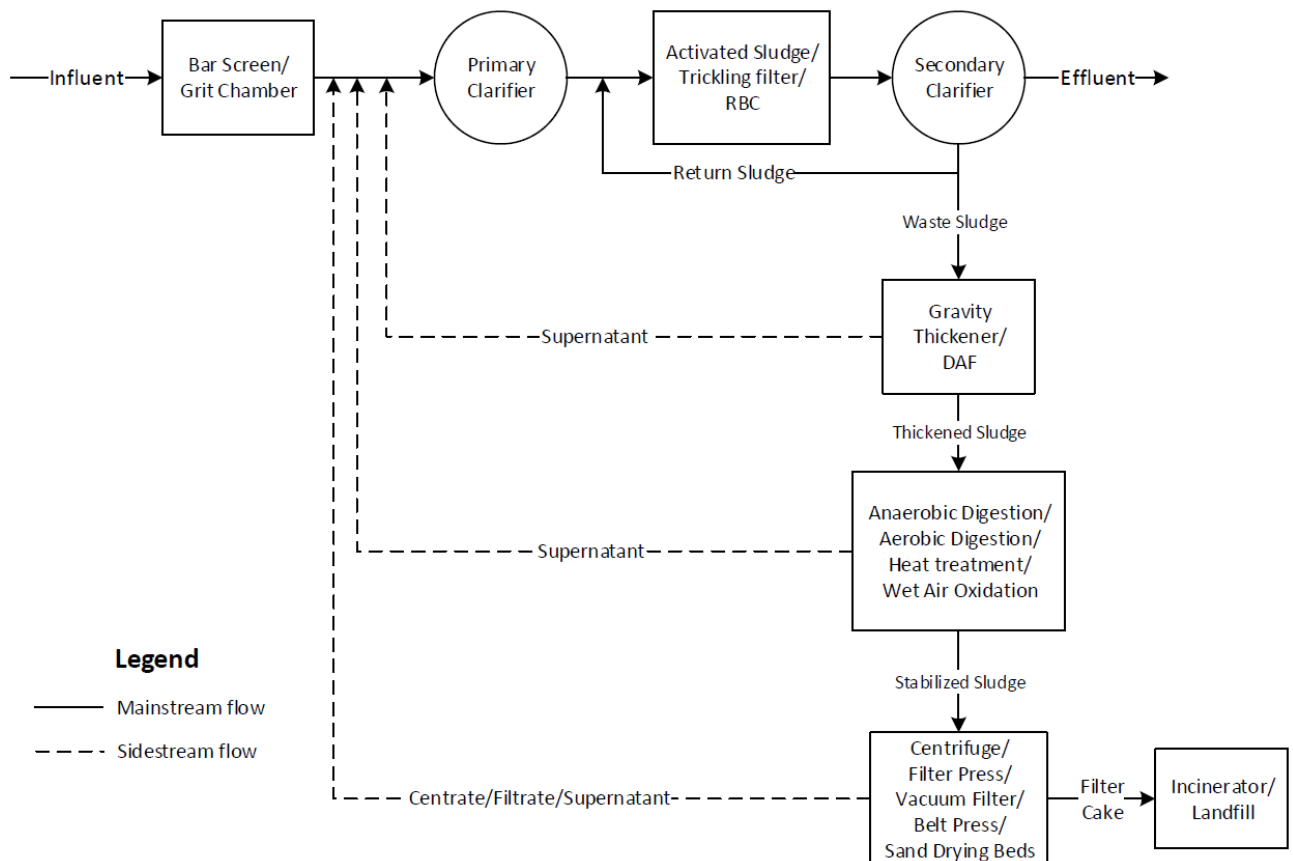 Influent
Bar Screen/
Grit Chamber
Primary
Clarifier
Activated Sludge/
Trickling filter/
RBC
Secondary
Clarifier
Effluent
Return Sludge
Waste Sludge
Gravity
Thickener/
DAF
Supernatant
Thickened Sludge
Anaerobic Digestion/
Aerobic Digestion/
Heat treatment/
Wet Air Oxidation
Supernatant
Legend
Mainstream flow
Sidestream flow
Stabilized Sludge
Centrifuge/
Filter Press/
Vacuum Filter/
Belt Press/
Sand Drying Beds
Centrate/Filtrate/Supernatant
Filter
Cake
Incinerator/
Landfill